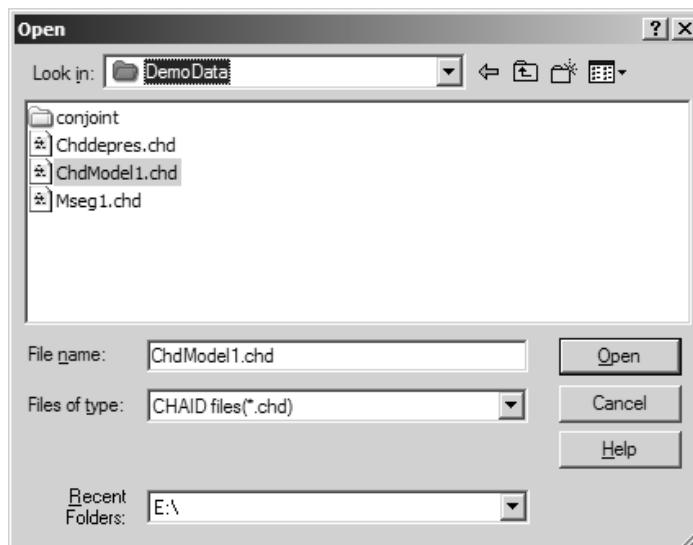 Open
Look in: DemoData
conjoint
Chddepres.chd
ChdModel1.chd
Mseg1.chd
File name: ChdModel1.chd Open
Files of type: CHAID files(*.chd) Cancel
Help
Recent
Folders: E:\